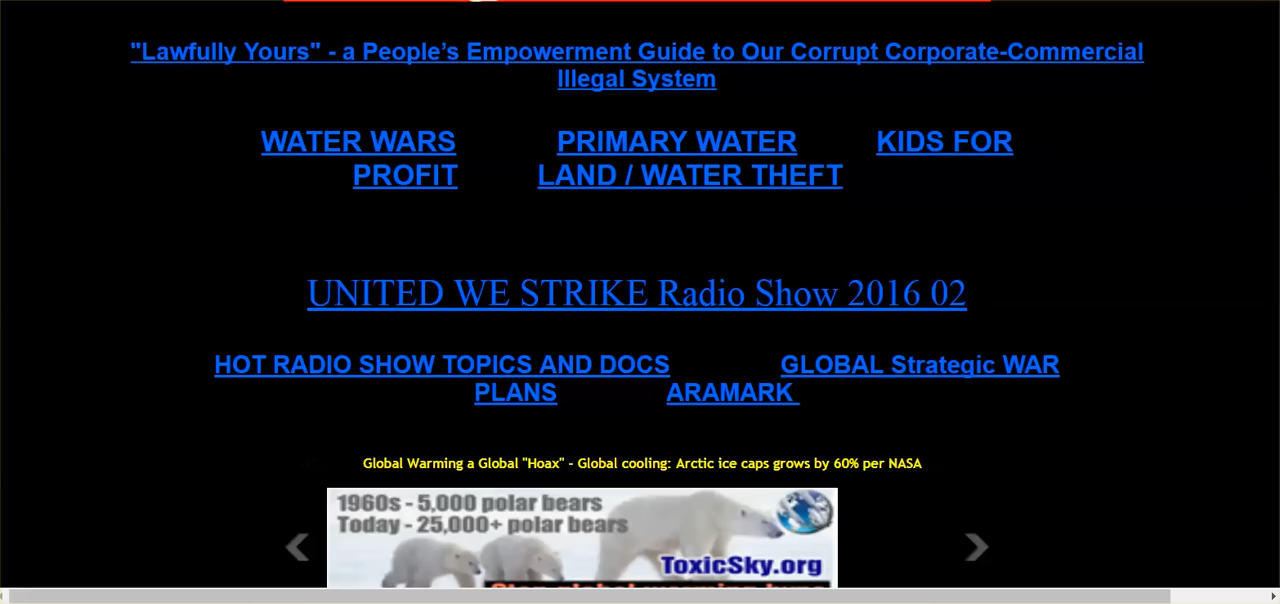 "Lawfully Yours" - a People’s Empowerment Guide to Our Corrupt Corporate-Commercial
Illegal System
WATER WARS PRIMARY WATER KIDS FOR
PROFIT LAND / WATER THEFT
UNITED WE STRIKE Radio Show 2016 02
HOT RADIO SHOW TOPICS AND DOCS GLOBAL Strategic WAR
PLANS ARAMARK
Global Warming a Global "Hoax" - Global cooling: Arctic ice caps grows by 60% per NASA
1960s - 5,000 polar bears
Today - 25,000+ polar bears
ToxicSky.org